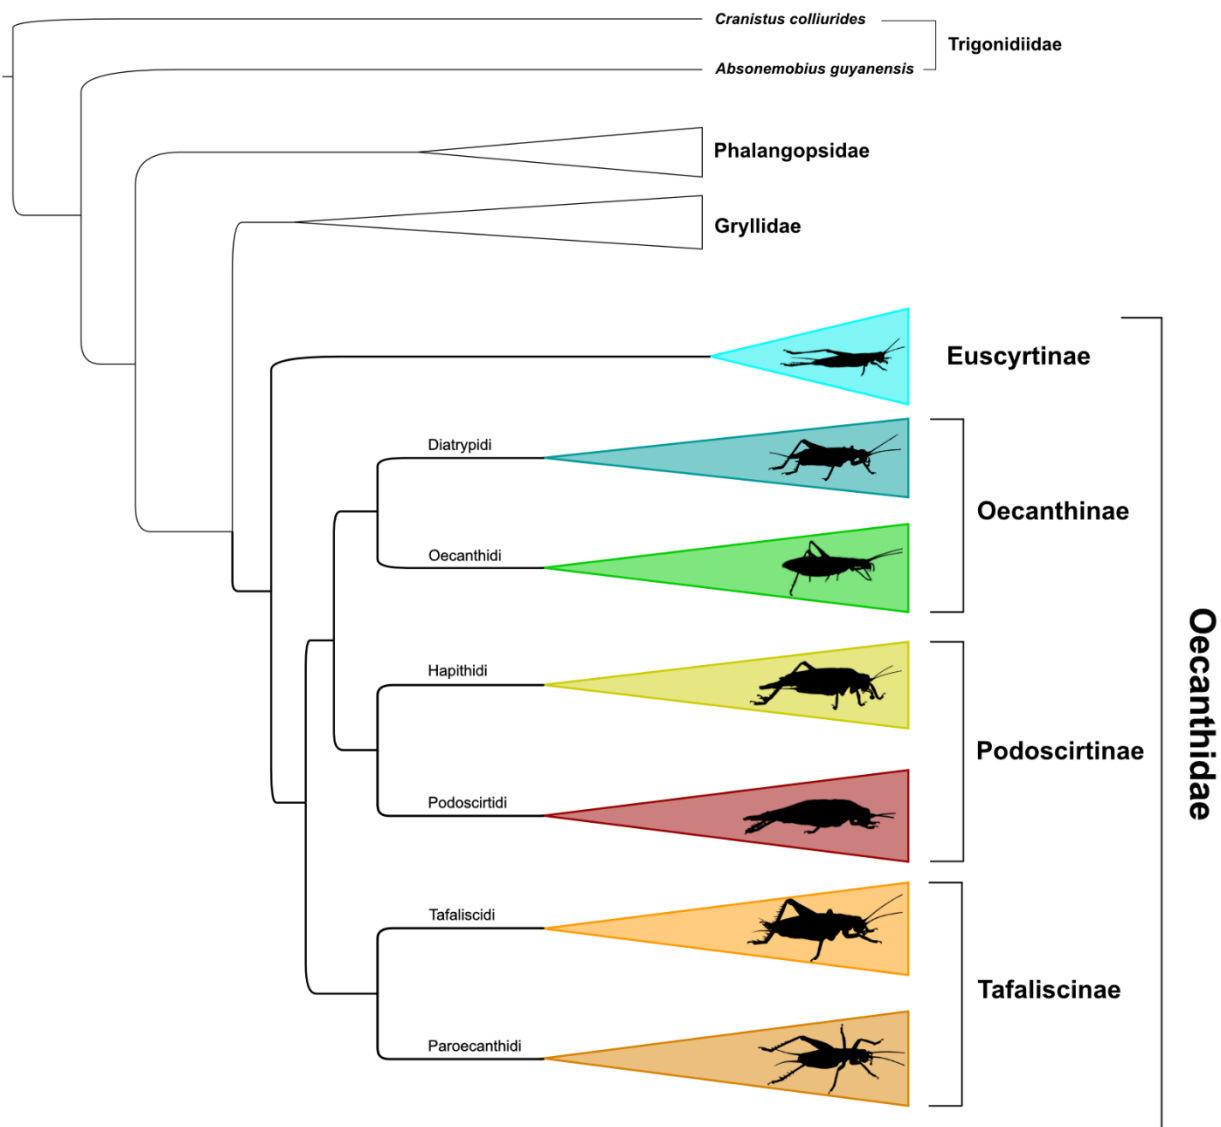 Cranistus colliurides
Trigonidiidae
Absonemobius guyanensis
Phalangopsidae
Gryllidae
Euscyrtinae
Diatrypidi
Oecanthinae
Oecanthidi
Hapithidi
Podoscirtinae
Podoscirtidi
Tafaliscidi
Tafaliscinae
Paroecanthidi
Oecanthidae